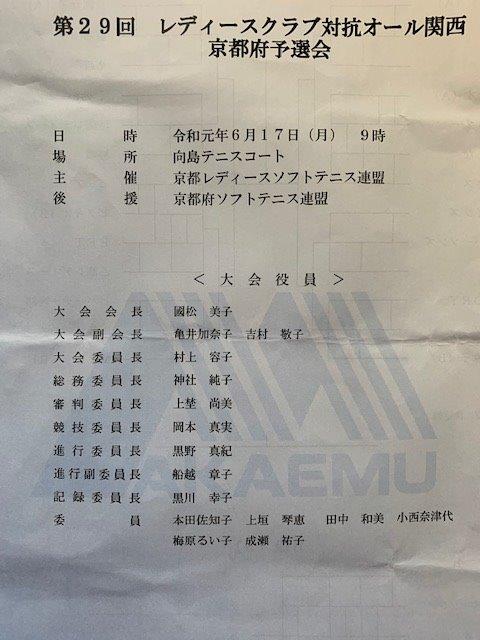 第29回 レディースクラブ対抗オール関西
京都府予選会
日 時 令和元年6月17日(月) 9時
場 所 向島テニスコート
主 催 京都レディースソフトテニス連盟
後 援 京都府ソフトテニス連盟
< 大会役員 >
大会会長 國松 美子
大会副会長 亀井加奈子 吉村 敬子
大会委員長 村上 容子
総務委員長 神社 純子
審判委員長 上埜 尚美
競技委員長 岡本 真実
進行委員長 黒野 真紀
進行副委員長 船越 章子
記録委員長 黒川 幸子
委 員 本田佐知子 上垣 琴恵 田中 和美 小西奈津代
梅原るい子 成瀬 祐子
AKAEMU